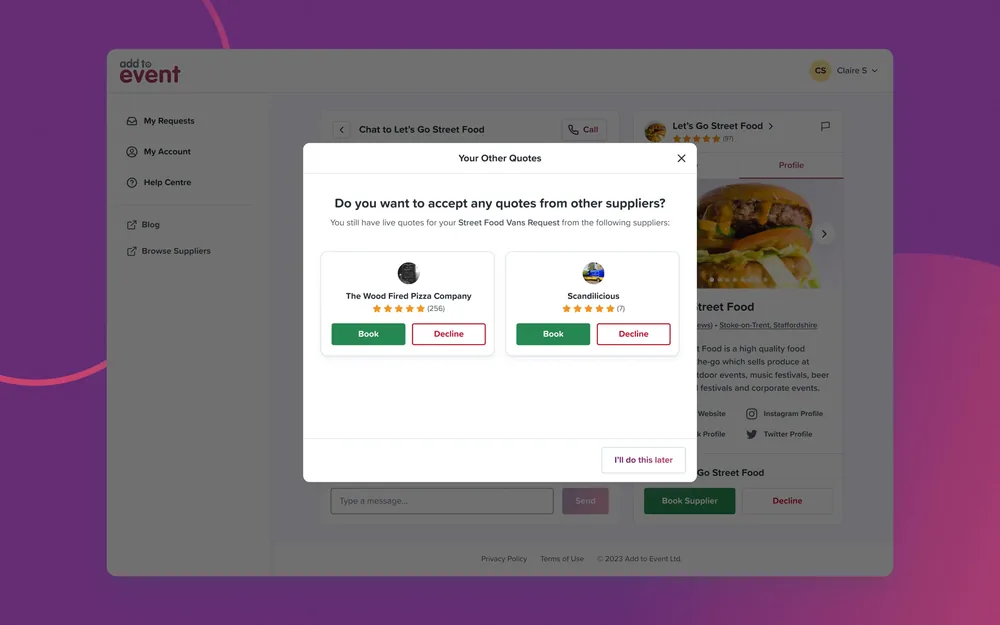 add to
event
CS Claire S
My Requests
My Account
Help Centre
Blog
Browse Suppliers
Chat to Let's Go Street Food
Call
Let's Go Street Food
(37)
Profile
Your Other Quotes
Do you want to accept any quotes from other suppliers?
You still have live quotes for your Street Food Vans Request from the following suppliers:
The Wood Fired Pizza Company
(256)
Book Decline
Scandilicious
(7)
Book Decline
I'll do this later
treet Food
ews) • Stoke-on-Trent, Staffordshire
t Food is a high quality food
he-go which sells produce at
tdoor events, music festivals, beer
l festivals and corporate events.
Website Instagram Profile
k Profile Twitter Profile
Go Street Food
Book Supplier Decline
Type a message...
Send
Privacy Policy Terms of Use © 2023 Add to Event Ltd.